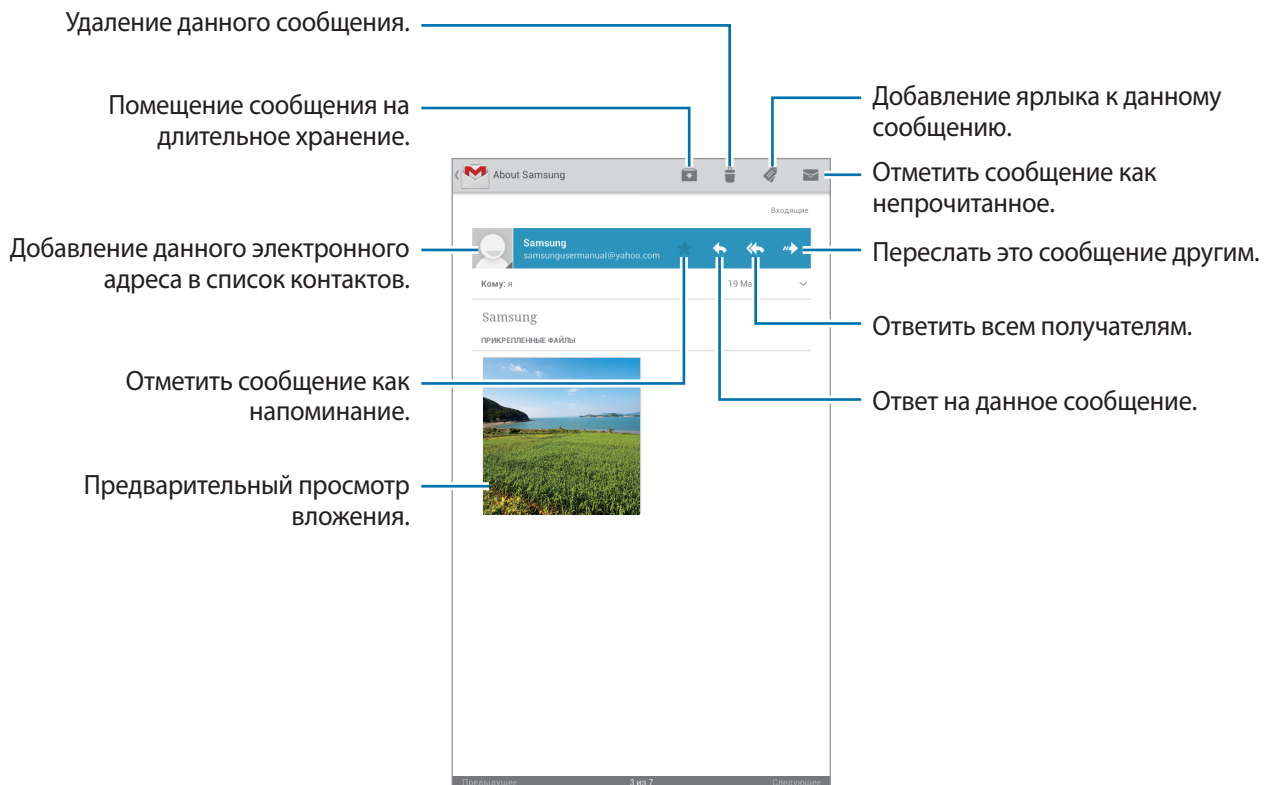 Удаление данного сообщения.
Помещение сообщения на
длительное хранение.
Добавление данного электронного
адреса в список контактов.
Отметить сообщение как
напоминание.
Предварительный просмотр
вложения.
About Samsung
Входящие
Samsung
samsungusermanual@yahoo.com
Кому: я
19 Ма
Samsung
ПРИКРЕПЛЕННЫЕ ФАЙЛЫ
Предыдущее 3 из 7 Следующее
Добавление ярлыка к данному
сообщению.
Отметить сообщение как
непрочитанное.
Переслать это сообщение другим.
Ответить всем получателям.
Ответ на данное сообщение.